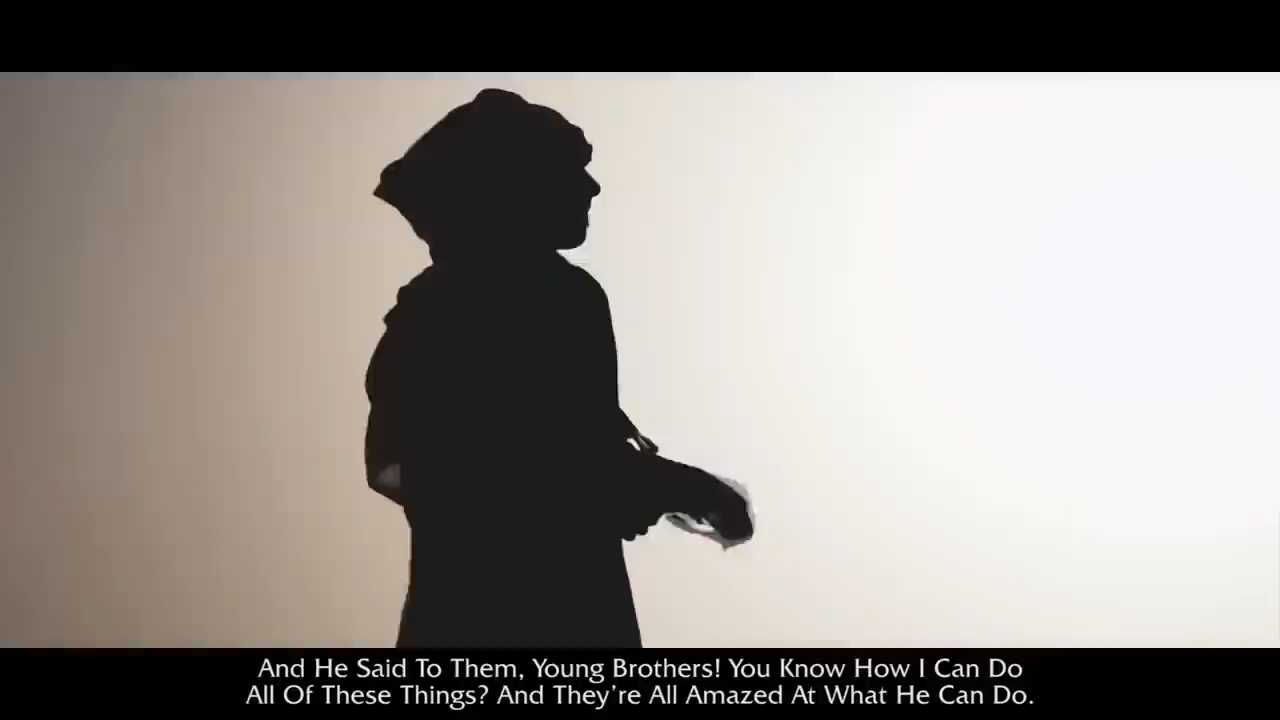 And He Said To Them, Young Brothers! You Know How I Can Do
All Of These Things? And They're All Amazed At What He Can Do.